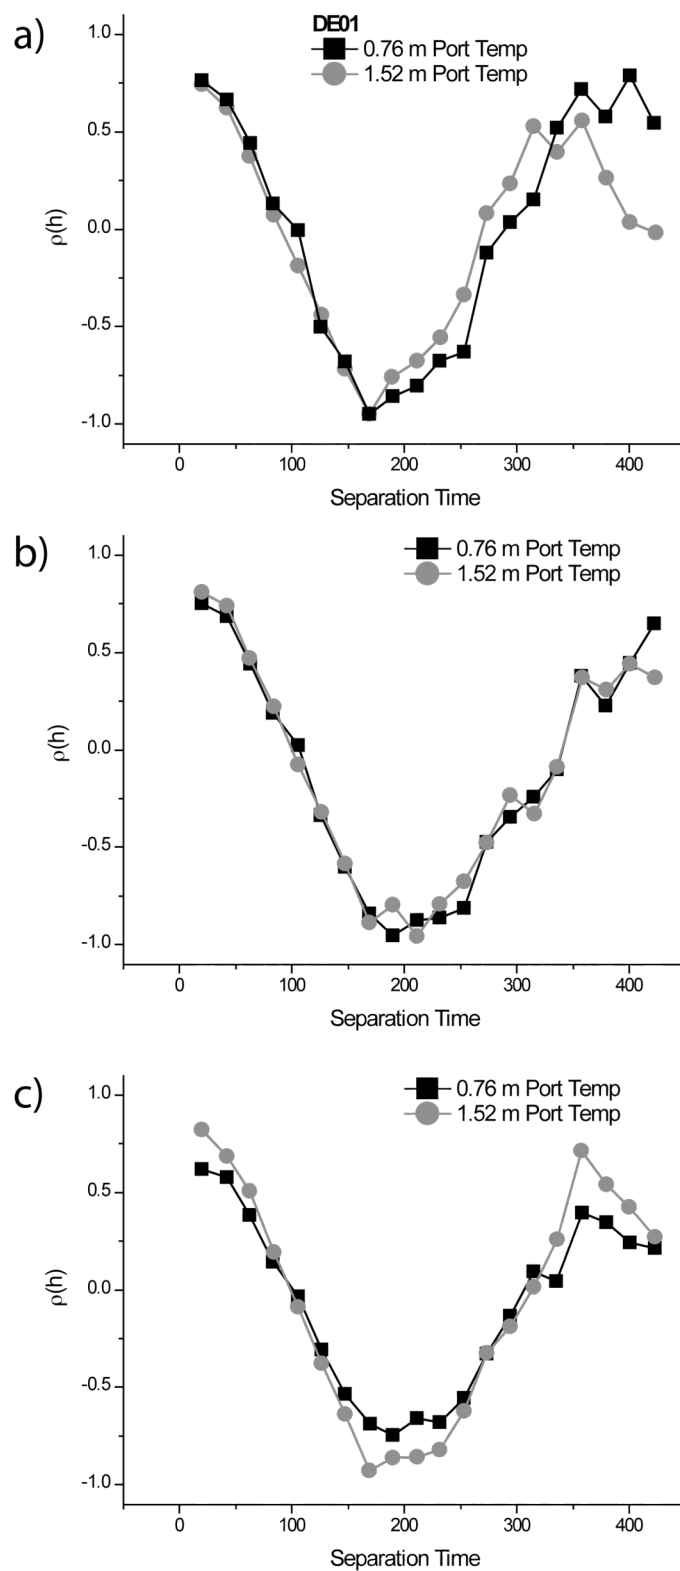 a)
DE01
0.76 m Port Temp
1.52 m Port Temp
1.0
0.5
0.0
-0.5
-1.0
ρ(h)
0 100 200 300 400
Separation Time
b)
0.76 m Port Temp
1.52 m Port Temp
1.0
0.5
0.0
-0.5
-1.0
ρ(h)
0 100 200 300 400
Separation Time
c)
0.76 m Port Temp
1.52 m Port Temp
1.0
0.5
0.0
-0.5
-1.0
ρ(h)
0 100 200 300 400
Separation Time